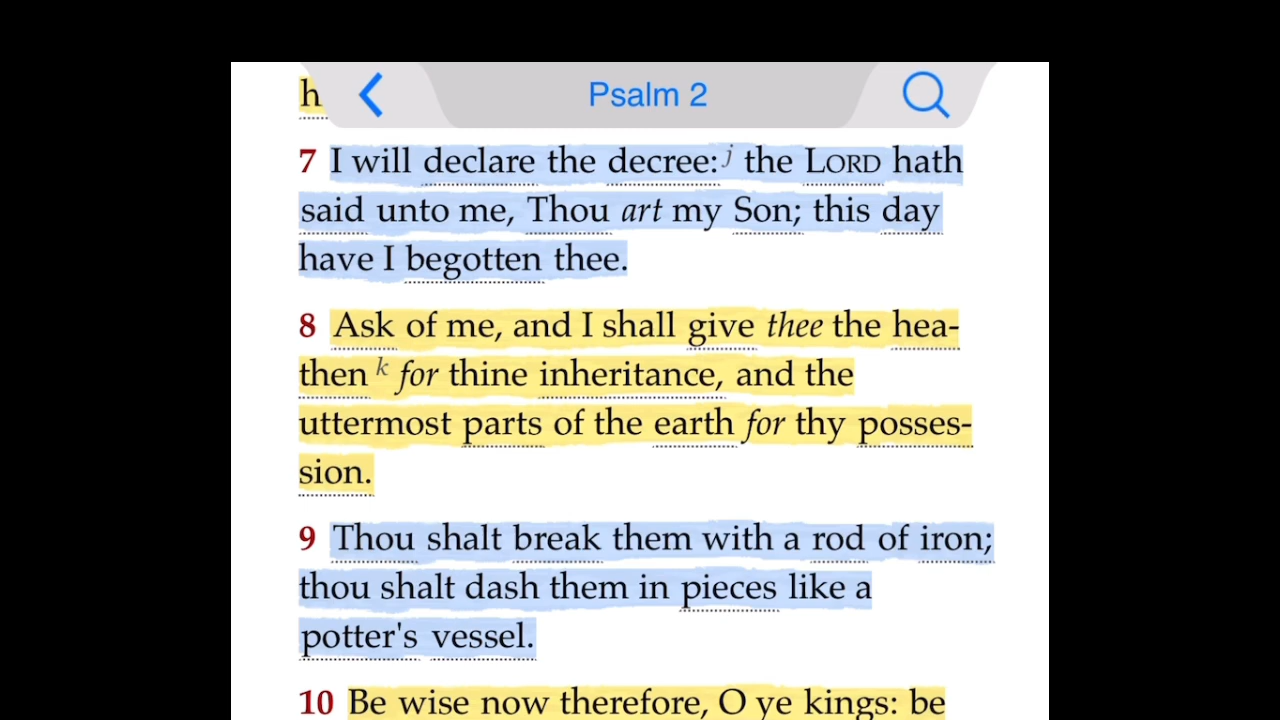 Psalm 2
h
7 I will declare the decree: j the LORD hath
said unto me, Thou art my Son; this day
have I begotten thee.
8 Ask of me, and I shall give thee the hea-
then k for thine inheritance, and the
uttermost parts of the earth for thy posses-
sion.
9 Thou shalt break them with a rod of iron;
thou shalt dash them in pieces like a
potter's vessel.
10 Be wise now therefore, O ye kings: be